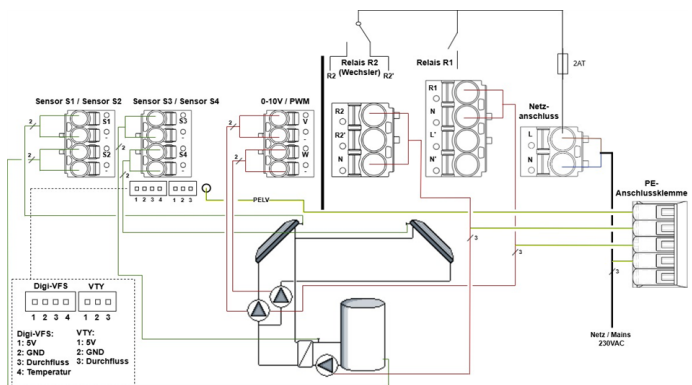 Relais R2
(Wechsler)
Relais R1
R2
R2'
2AT
Sensor S1 / Sensor S2
Sensor S3 / Sensor S4
0-10V / PWM
Netz-
anschluss
S1
-
S2
-
S3
-
S4
-
V
-
W
-
R2
R2'
N
N
R1
N
L'
N'
L
N
2
2
2
2
2
2
1 2 3 4
1 2 3
PELV
PE-
Anschlussklemme
3
3
3
Digi-VFS
VTY
1 2 3 4
1 2 3
Digi-VFS:
1: 5V
2: GND
3: Durchfluss
4: Temperatur
VTY:
1: 5V
2: GND
3: Durchfluss
Netz / Mains
230VAC